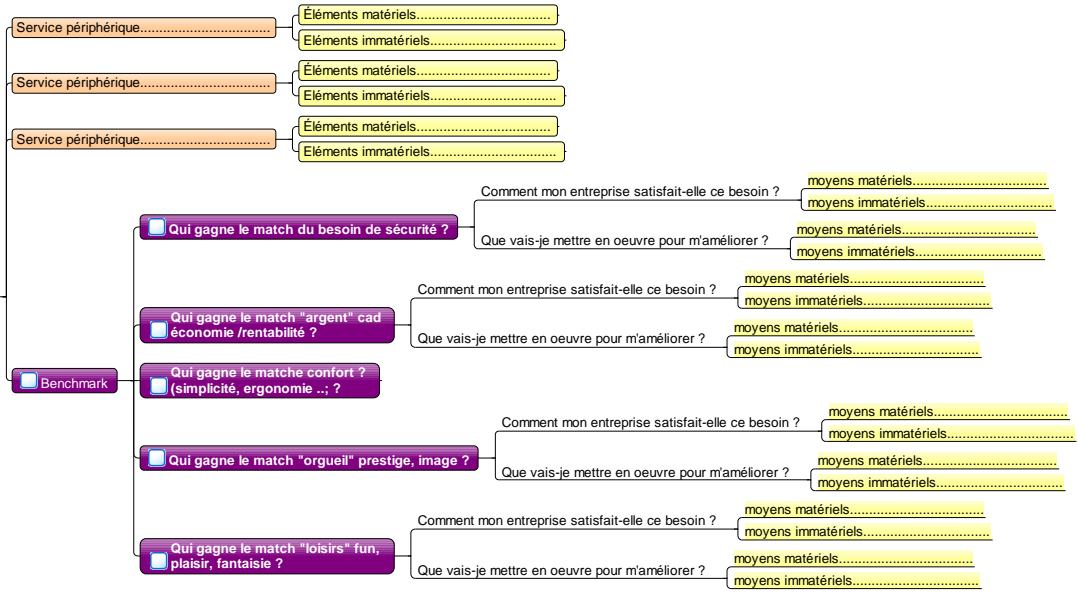 Service périphérique..................................
Éléments matériels...................................
Eléments immatériels.................................
Service périphérique..................................
Éléments matériels...................................
Eléments immatériels.................................
Service périphérique..................................
Éléments matériels...................................
Eléments immatériels.................................
Benchmark
Qui gagne le match du besoin de sécurité ?
Comment mon entreprise satisfait-elle ce besoin ?
moyens matériels...................................
moyens immatériels.................................
Que vais-je mettre en oeuvre pour m'améliorer ?
moyens matériels...................................
moyens immatériels.................................
Qui gagne le match "argent" cad
économie /rentabilité ?
Comment mon entreprise satisfait-elle ce besoin ?
moyens matériels...................................
moyens immatériels.................................
Que vais-je mettre en oeuvre pour m'améliorer ?
moyens matériels...................................
moyens immatériels.................................
Qui gagne le matche confort ?
(simplicité, ergonomie ..; ?
Qui gagne le match "orgueil" prestige, image ?
Comment mon entreprise satisfait-elle ce besoin ?
moyens matériels...................................
moyens immatériels.................................
Que vais-je mettre en oeuvre pour m'améliorer ?
moyens matériels...................................
moyens immatériels.................................
Qui gagne le match "loisirs" fun,
plaisir, fantaisie ?
Comment mon entreprise satisfait-elle ce besoin ?
moyens matériels...................................
moyens immatériels.................................
Que vais-je mettre en oeuvre pour m'améliorer ?
moyens matériels...................................
moyens immatériels.................................